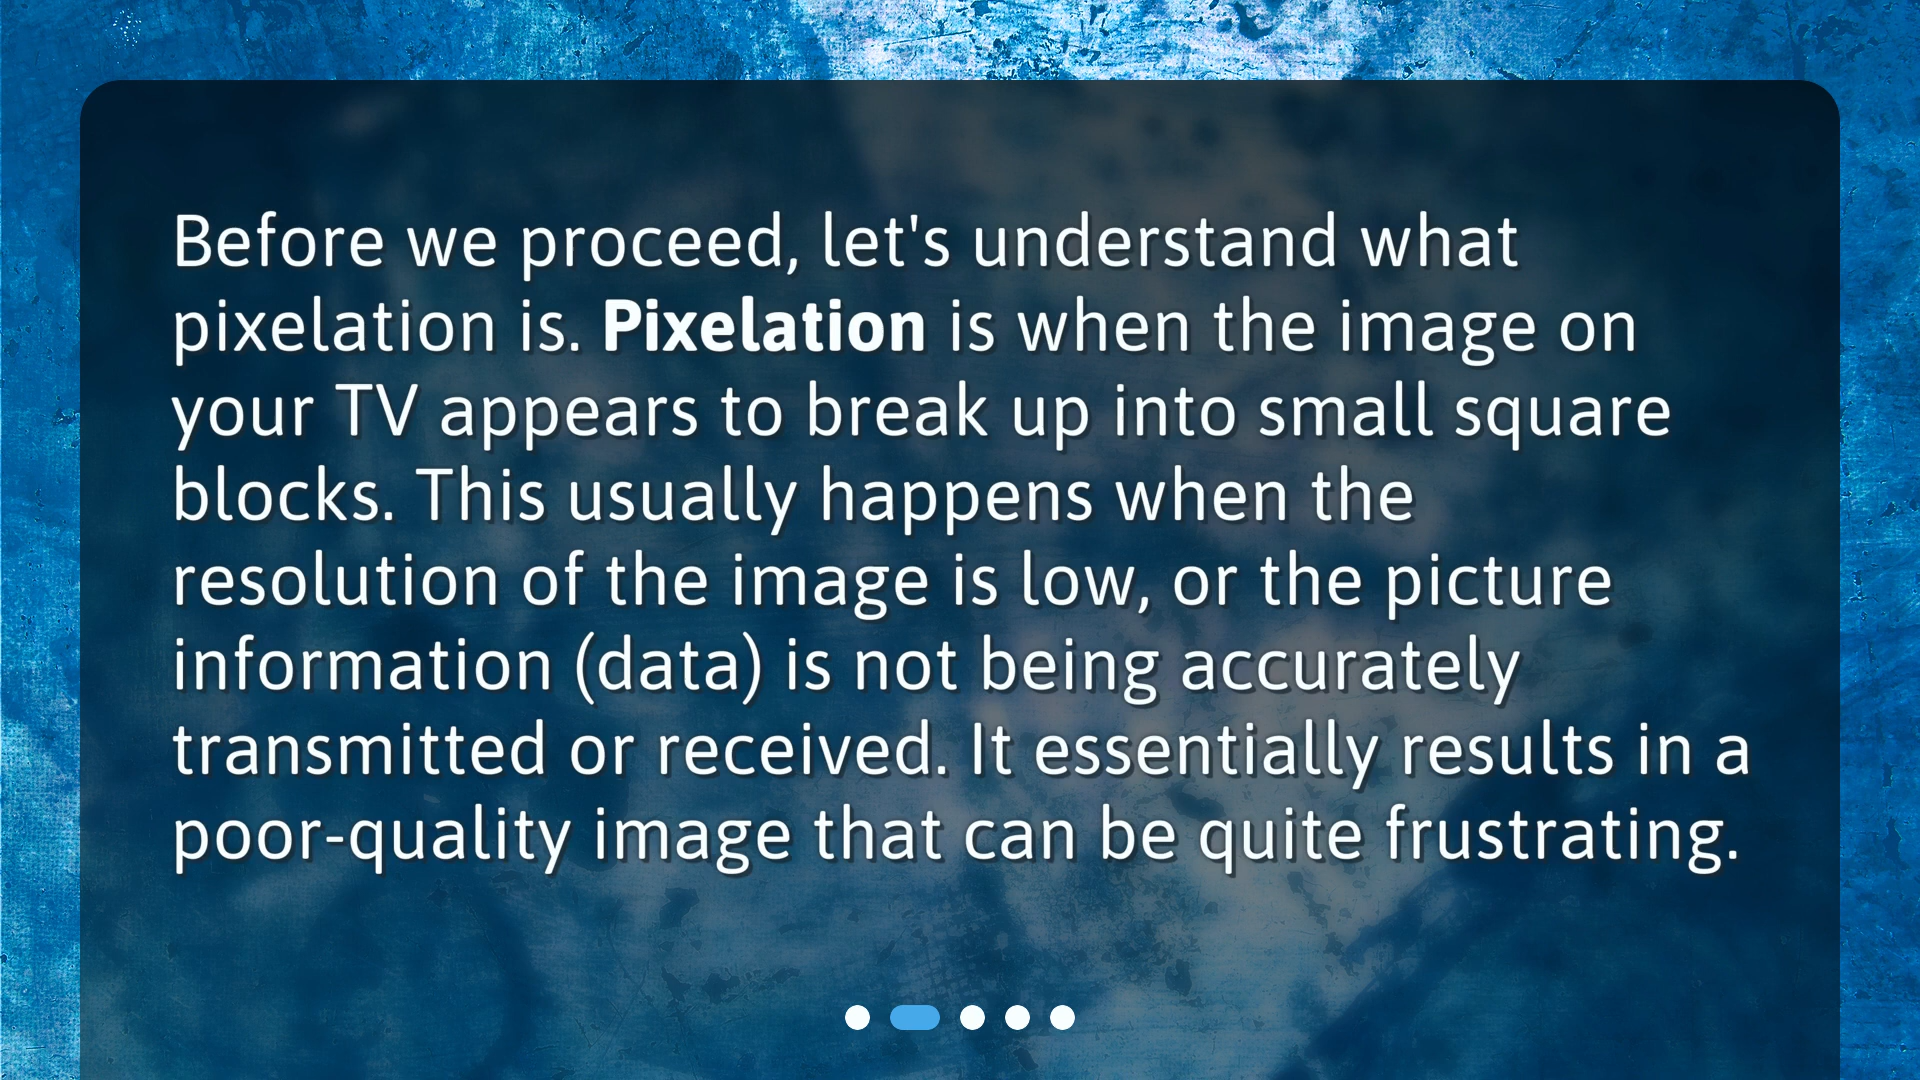 Before we proceed, let's understand what
pixelation is. Pixelation is when the image on
your TV appears to break up into small square
blocks. This usually happens when the
resolution of the image is low, or the picture
information (data) is not being accurately
transmitted or received. It essentially results in a
poor-quality image that can be quite frustrating.